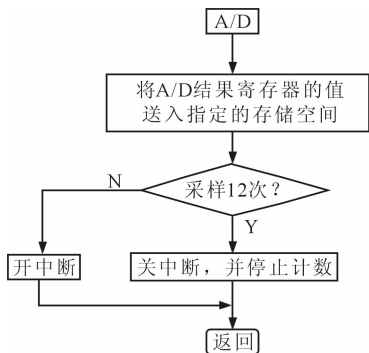 A/D
将A/D结果寄存器的值
送入指定的存储空间
采样12次？
N
Y
开中断
关中断，并停止计数
返回